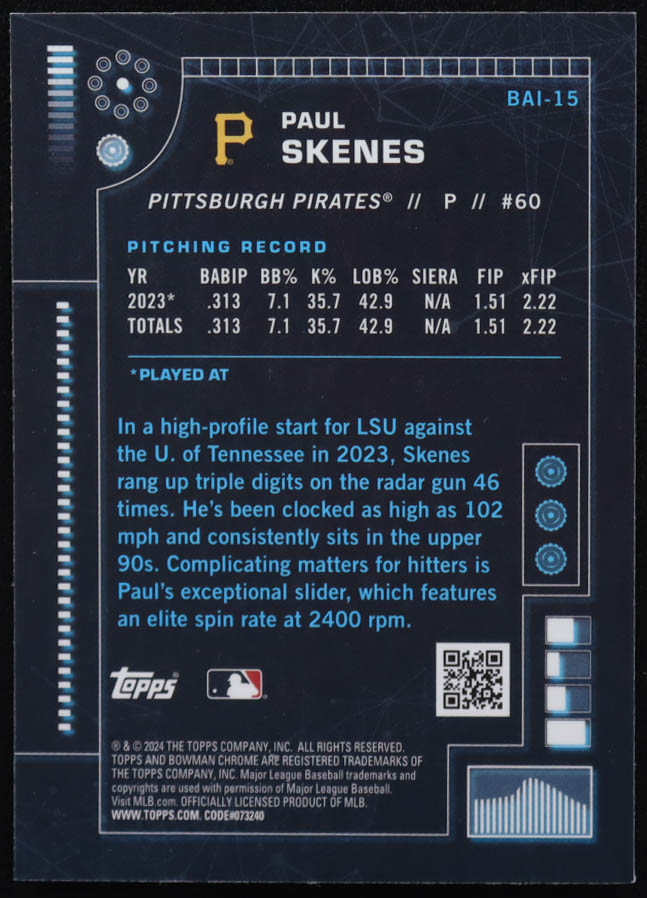 BAI-15
P
PAUL
SKENES
PITTSBURGH PIRATES® // P // #60
PITCHING RECORD
YR BABIP BB% K% LOB% SIERA FIP xFIP
2023* .313 7.1 35.7 42.9 N/A 1.51 2.22
TOTALS .313 7.1 35.7 42.9 N/A 1.51 2.22
*PLAYED AT
In a high-profile start for LSU against
the U. of Tennessee in 2023, Skenes
rang up triple digits on the radar gun 46
times. He's been clocked as high as 102
mph and consistently sits in the upper
90s. Complicating matters for hitters is
Paul's exceptional slider, which features
an elite spin rate at 2400 rpm.
Topps®
® & © 2024 THE TOPPS COMPANY, INC. ALL RIGHTS RESERVED.
TOPPS AND BOWMAN CHROME ARE REGISTERED TRADEMARKS OF
THE TOPPS COMPANY, INC. Major League Baseball trademarks and
copyrights are used with permission of Major League Baseball.
Visit MLB.com. OFFICIALLY LICENSED PRODUCT OF MLB.
WWW.TOPPS.COM. CODE#073240